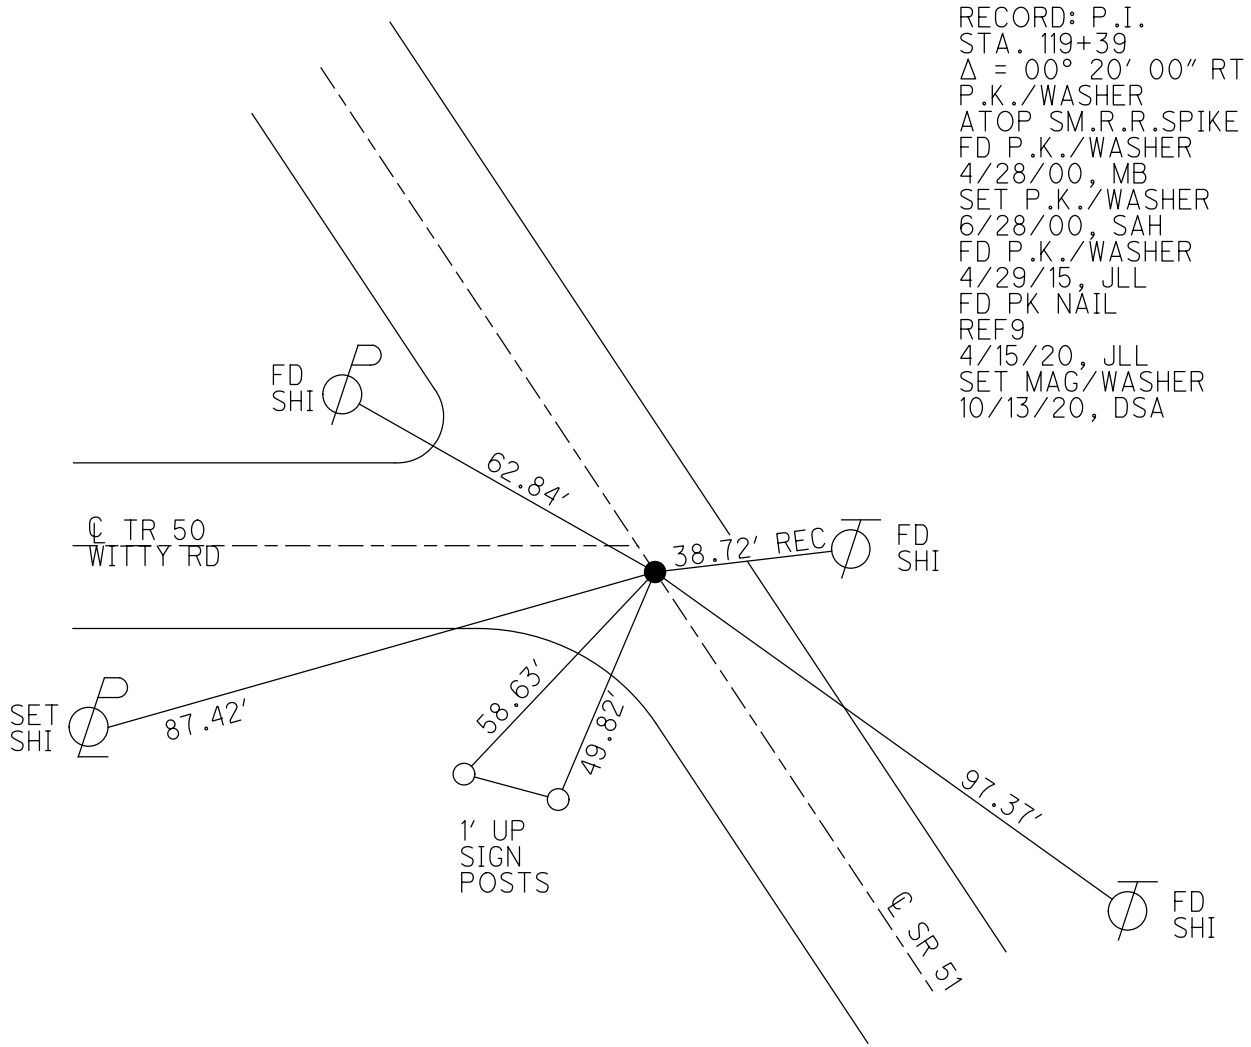 RECORD: P.I.
STA. 119+39
Δ = 00° 20′ 00″ RT
P.K./WASHER
ATOP SM.R.R.SPIKE
FD P.K./WASHER
4/28/00, MB
SET P.K./WASHER
6/28/00, SAH
FD P.K./WASHER
4/29/15, JLL
FD PK NAIL
REF9
4/15/20, JLL
SET MAG/WASHER
10/13/20, DSA
FD
SHI
62.84′
℄ TR 50
WITTY RD
38.72′ REC
FD
SHI
SET
SHI
87.42′
58.63′
49.82′
1′ UP
SIGN
POSTS
97.37′
℄ SR 51
FD
SHI